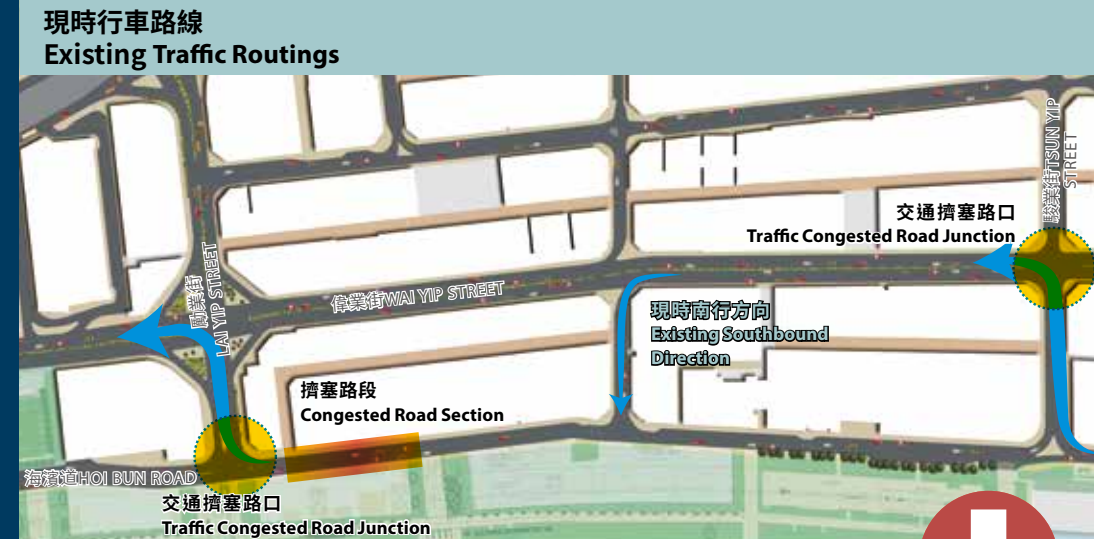 現時行車路線
Existing Traffic Routings
駿業街TSUN YIP
STREET
交通擠塞路口
Traffic Congested Road Junction
勵業街
LAI YIP STREET
偉業街WAI YIP STREET
現時南行方向
Existing Southbound
Direction
擠塞路段
Congested Road Section
海濱道HOI BUN ROAD
交通擠塞路口
Traffic Congested Road Junction